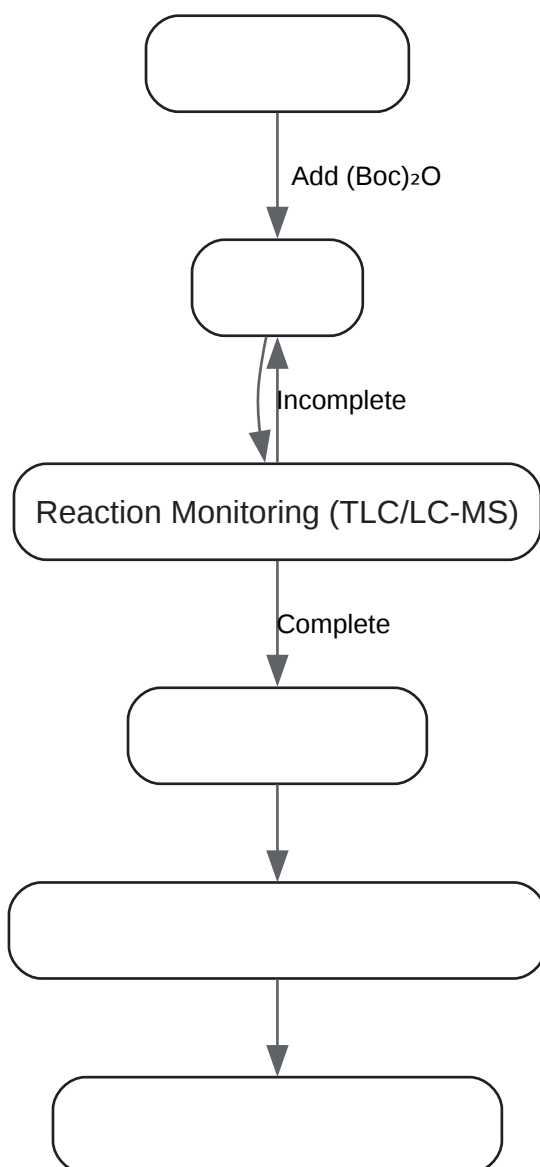 Add (Boc)₂O
Incomplete
Reaction Monitoring (TLC/LC-MS)
Complete